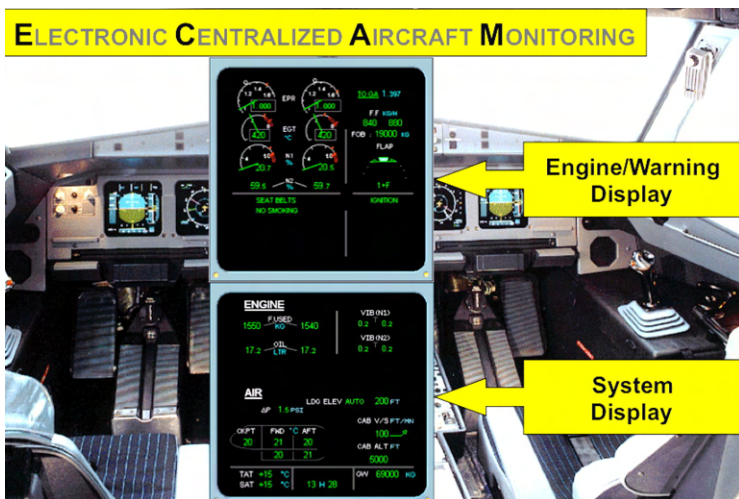 ELECTRONIC CENTRALIZED AIRCRAFT MONITORING
EPR
TO GA 1.397
1.000 1.000
F.F KG/H
840 880
EGT
°C
420 420
FOB : 19000 KG
FLAP
N1
%
20.7 20.5
N2
%
59.5 59.7
1+F
SEAT BELTS
NO SMOKING
IGNITION
Engine/Warning
Display
ENGINE
F.USED
1550 KG 1540
VIB (N1)
0.2 0.2
OIL
17.2 LTR 17.2
VIB (N2)
0.2 0.2
AIR
LDG ELEV AUTO 200 FT
ΔP 1.5 PSI
CAB V/S FT/MN
100
CKPT FWD °C AFT
20 21 20
20 21
CAB ALT FT
5000
TAT +15 °C
SAT +15 °C
13 H 28
GW 69000 KG
System
Display